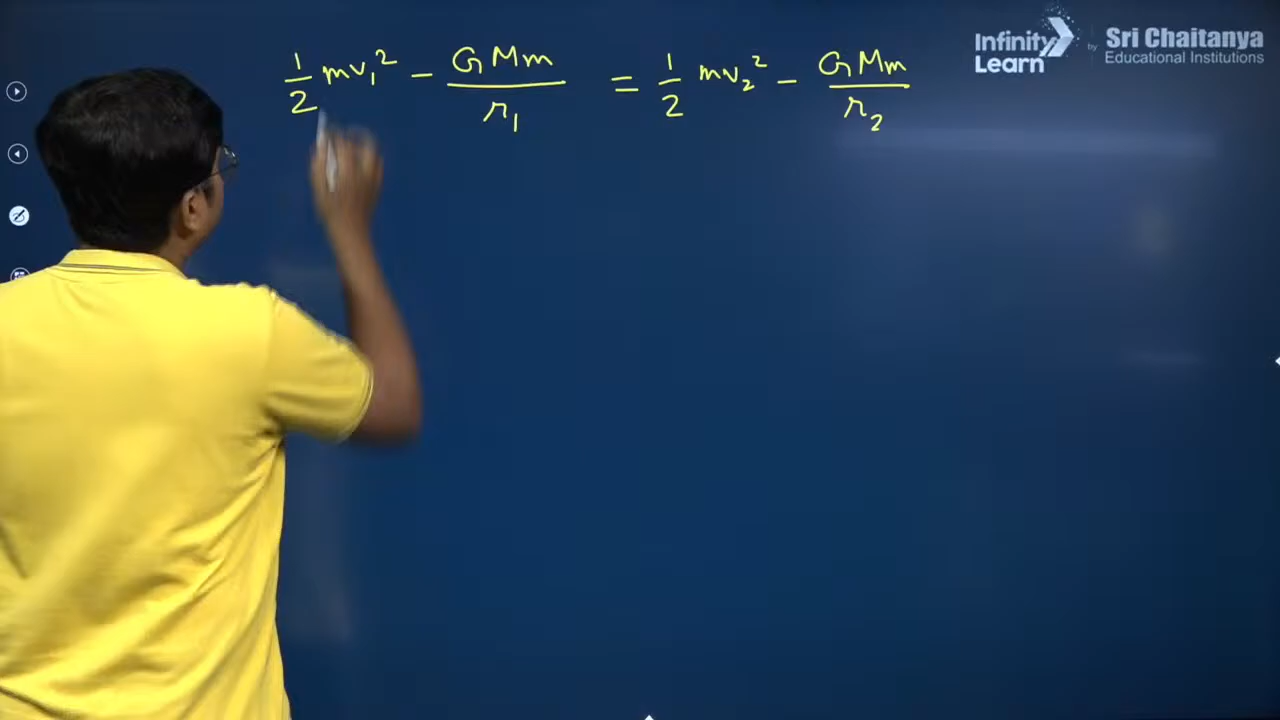 ½ mv₁² − GMm/r₁ = ½ mv₂² − GMm/r₂
Infinity Learn by Sri Chaitanya Educational Institutions